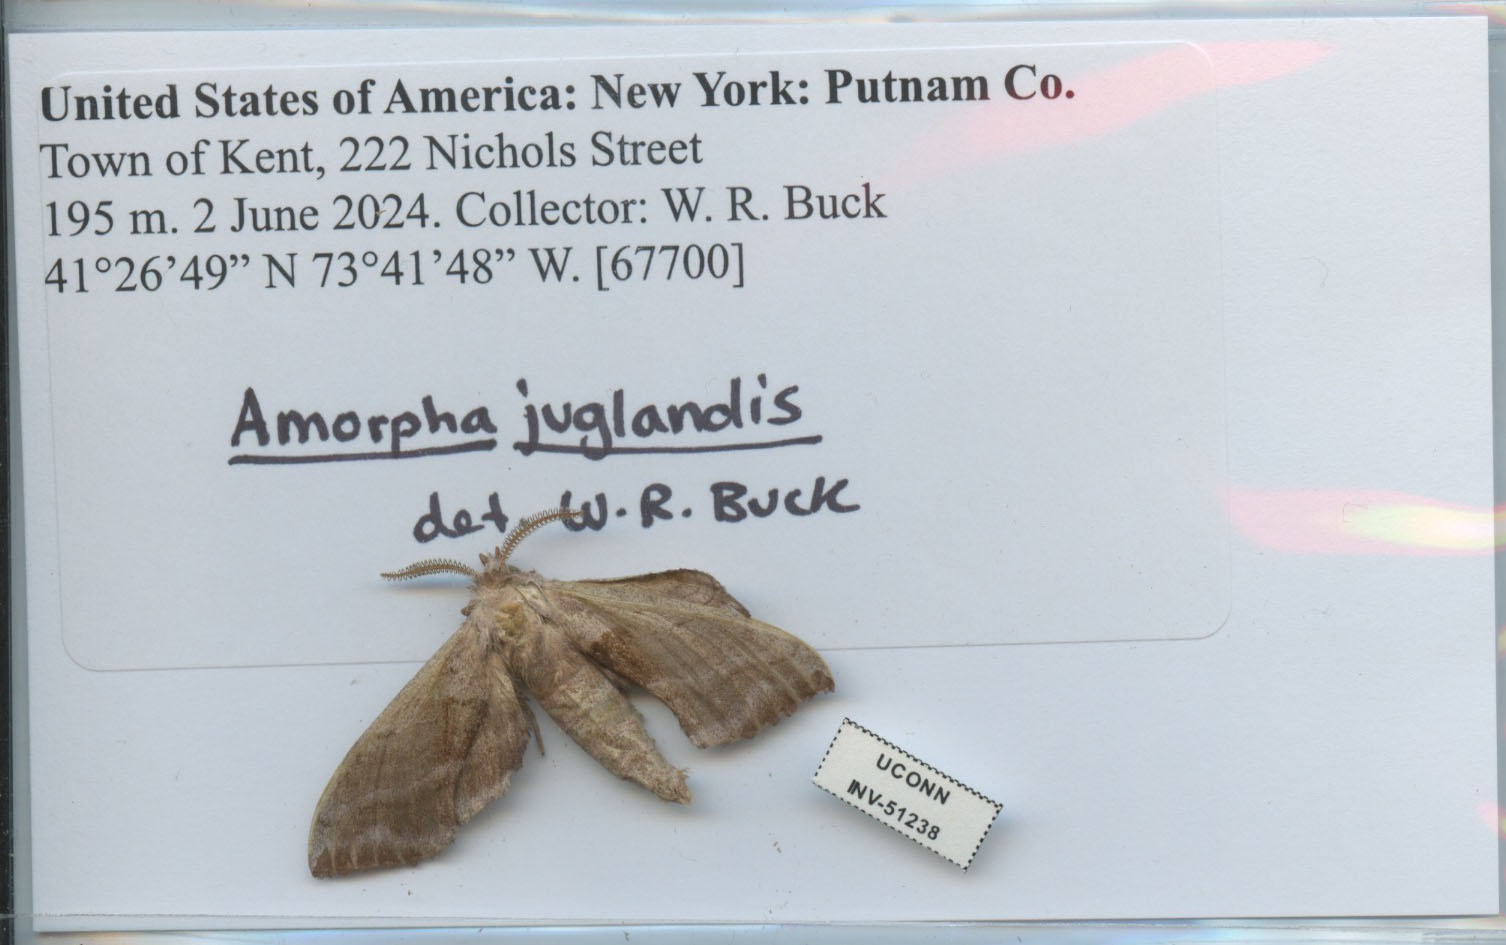 United States of America: New York: Putnam Co.
Town of Kent, 222 Nichols Street
195 m. 2 June 2024. Collector: W. R. Buck
41°26’49” N 73°41’48” W. [67700]
Amorpha juglandis
det. W. R. Buck
UCONN
INV-51238